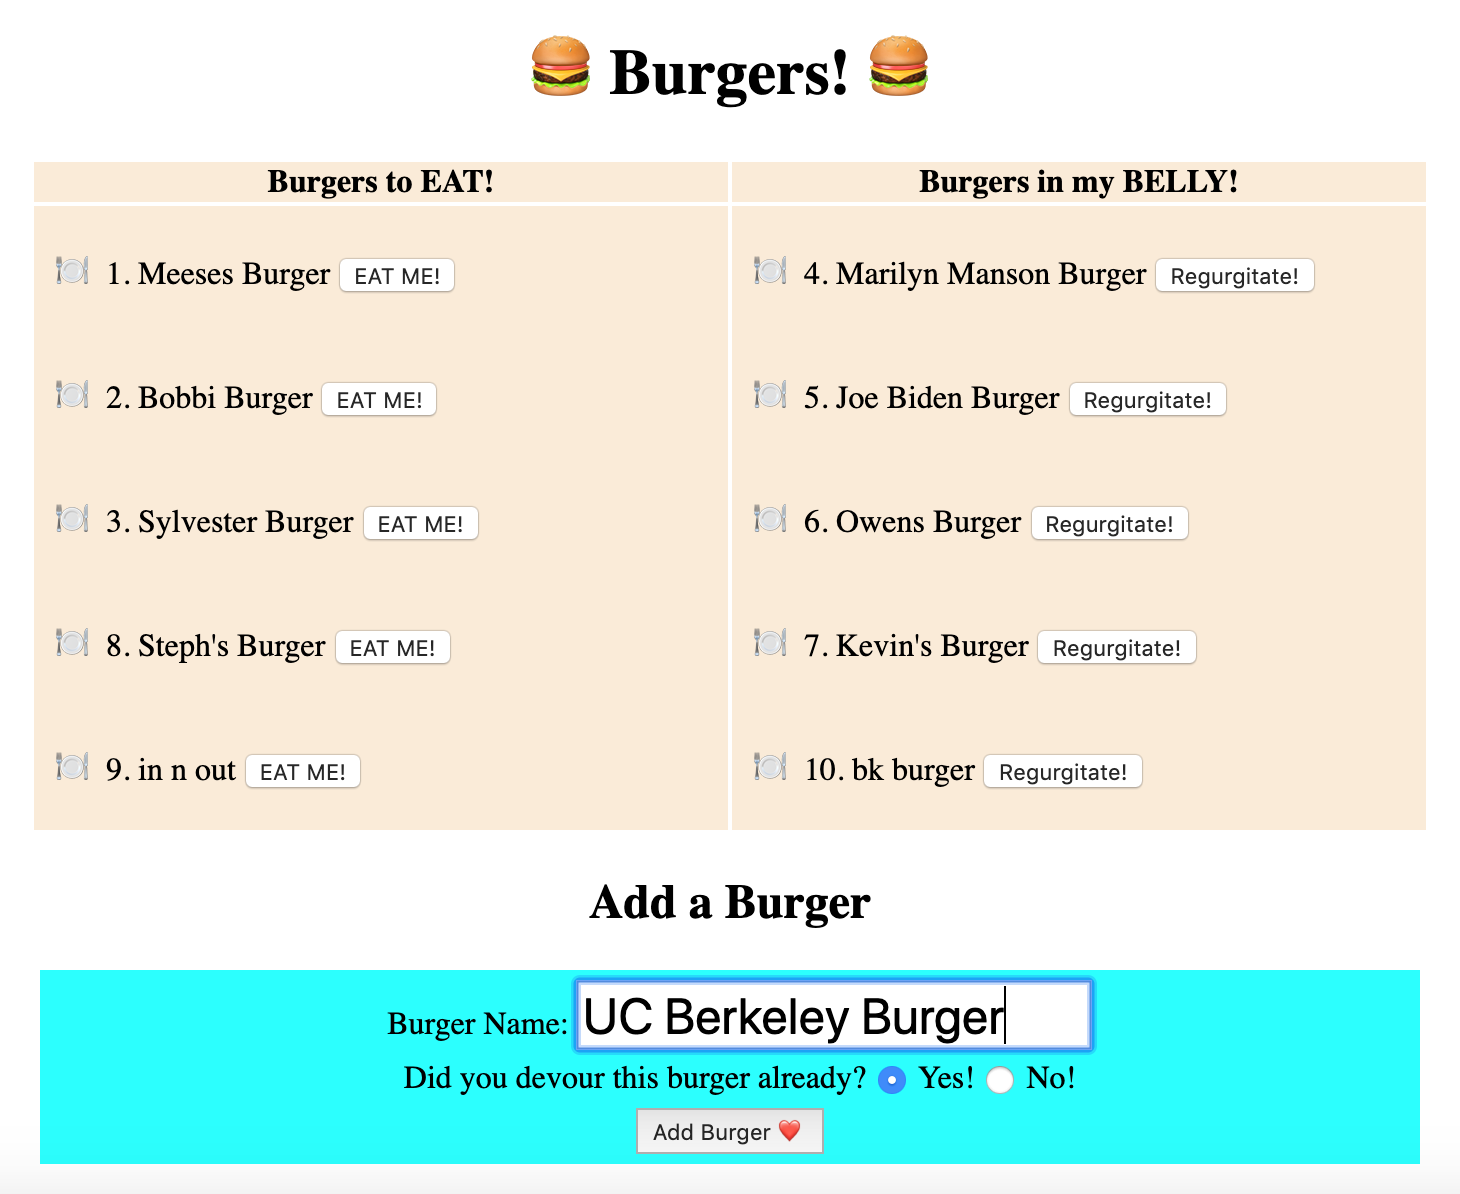 🍔 Burgers! 🍔
Burgers to EAT!
Burgers in my BELLY!
🍽 1. Meeses Burger EAT ME!
🍽 2. Bobbi Burger EAT ME!
🍽 3. Sylvester Burger EAT ME!
🍽 8. Steph's Burger EAT ME!
🍽 9. in n out EAT ME!
🍽 4. Marilyn Manson Burger Regurgitate!
🍽 5. Joe Biden Burger Regurgitate!
🍽 6. Owens Burger Regurgitate!
🍽 7. Kevin's Burger Regurgitate!
🍽 10. bk burger Regurgitate!
Add a Burger
Burger Name: UC Berkeley Burger
Did you devour this burger already? Yes! No!
Add Burger ❤️